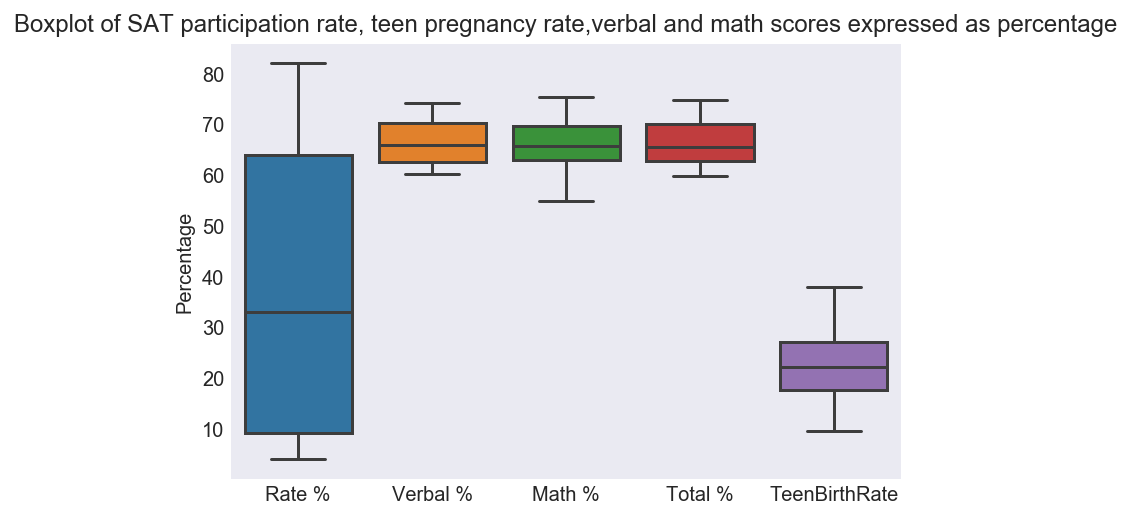 Boxplot of SAT participation rate, teen pregnancy rate,verbal and math scores expressed as percentage
Percentage
80
70
60
50
40
30
20
10
Rate % Verbal % Math % Total % TeenBirthRate